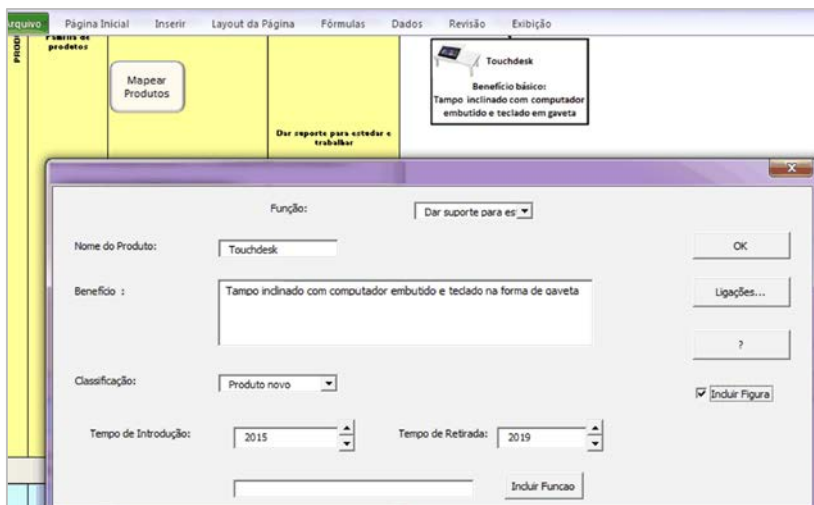 Arquivo Página Inicial Inserir Layout da Página Fórmulas Dados Revisão Exibição
PROD
Família de
produtos
Mapear
Produtos
Dar suporte para estudar e
trabalhar
Touchdesk
Benefício básico:
Tampo inclinado com computador
embutido e teclado em gaveta
x
Função:
Dar suporte para es
Nome do Produto:
Touchdesk
OK
Benefício :
Tampo inclinado com computador embutido e teclado na forma de gaveta
Ligações...
?
Classificação:
Produto novo
Incluir Figura
Tempo de Introdução:
2015
Tempo de Retirada:
2019
Incluir Funcao